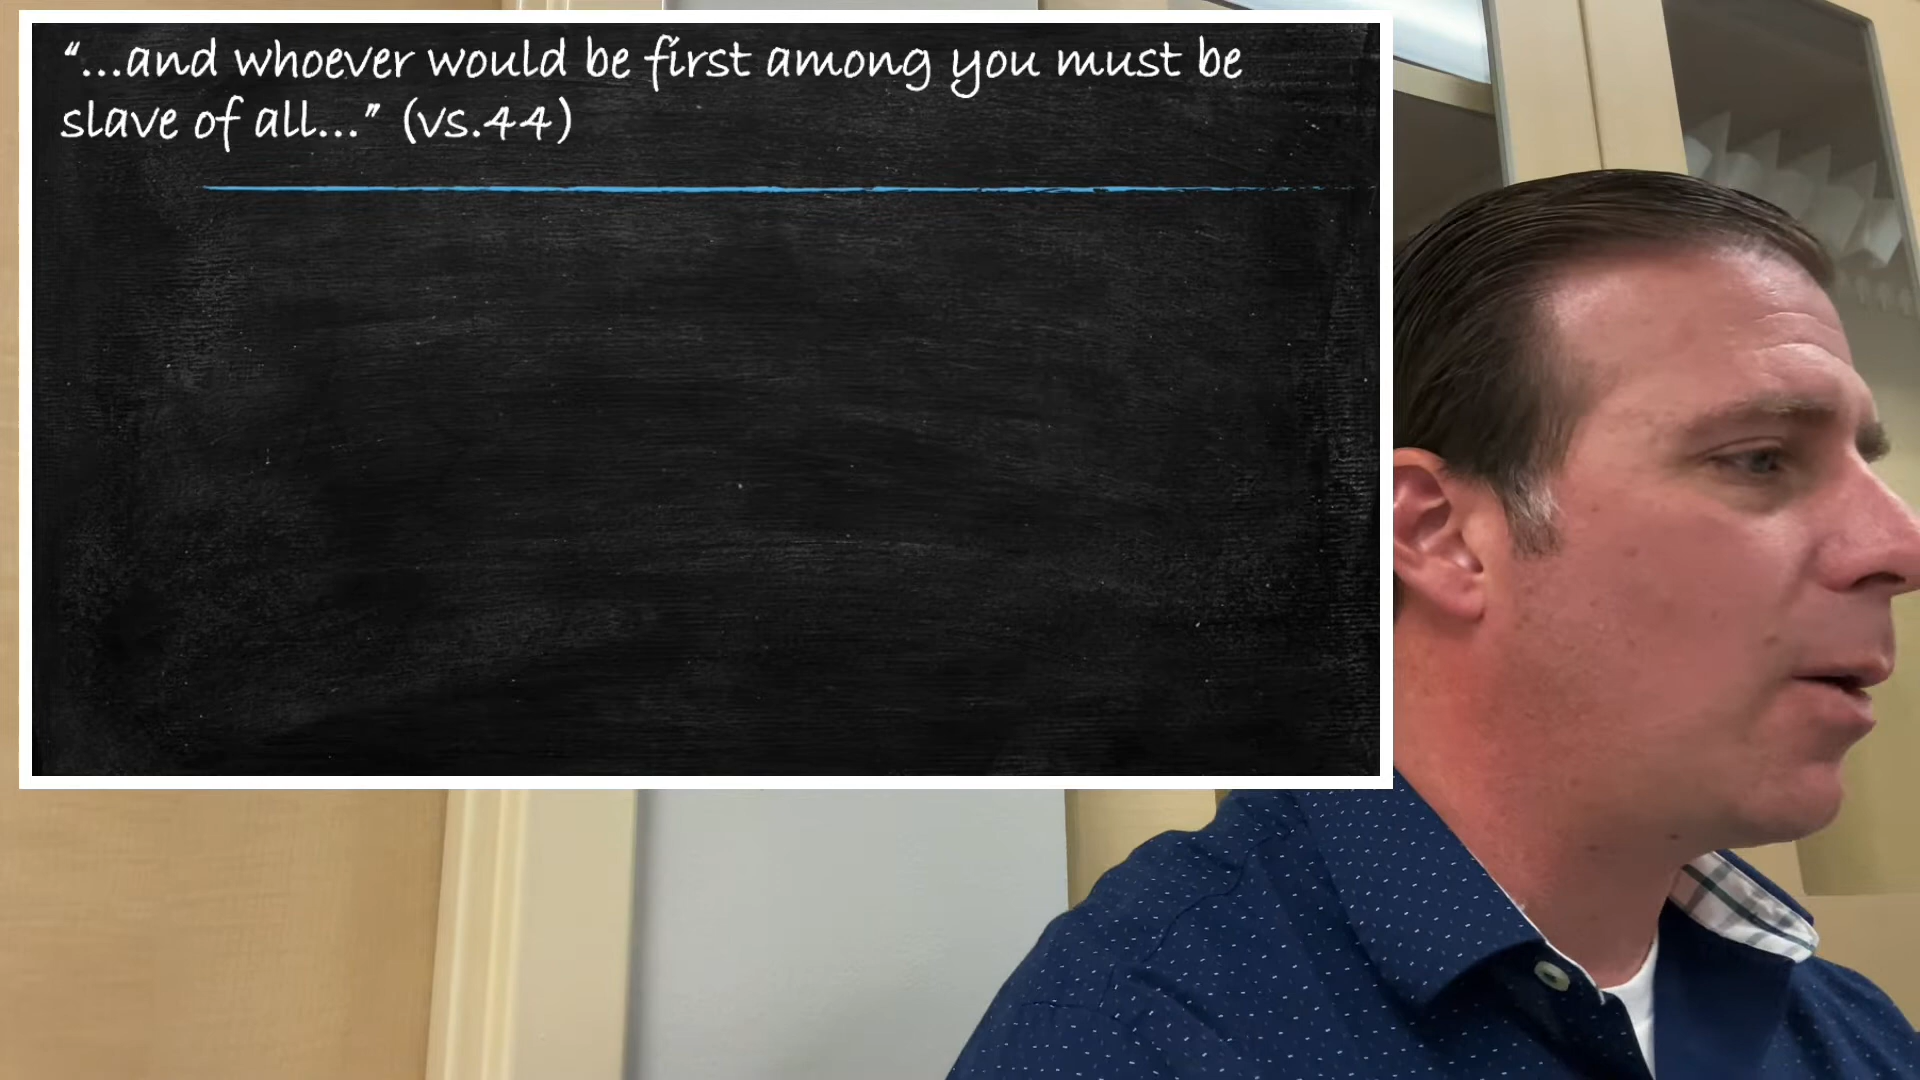 “...and whoever would be first among you must be
slave of all...” (vs.44)